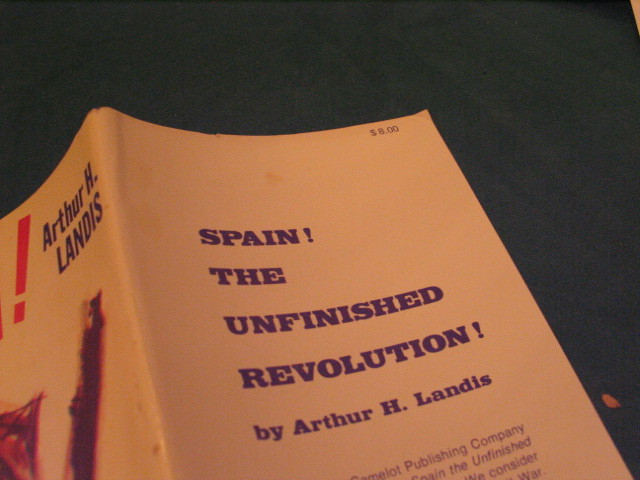 !
Arthur H.
LANDIS
$8.00
SPAIN!
THE
UNFINISHED
REVOLUTION!
by Arthur H. Landis
Camelot Publishing Company
Spain the Unfinished
We consider
War.